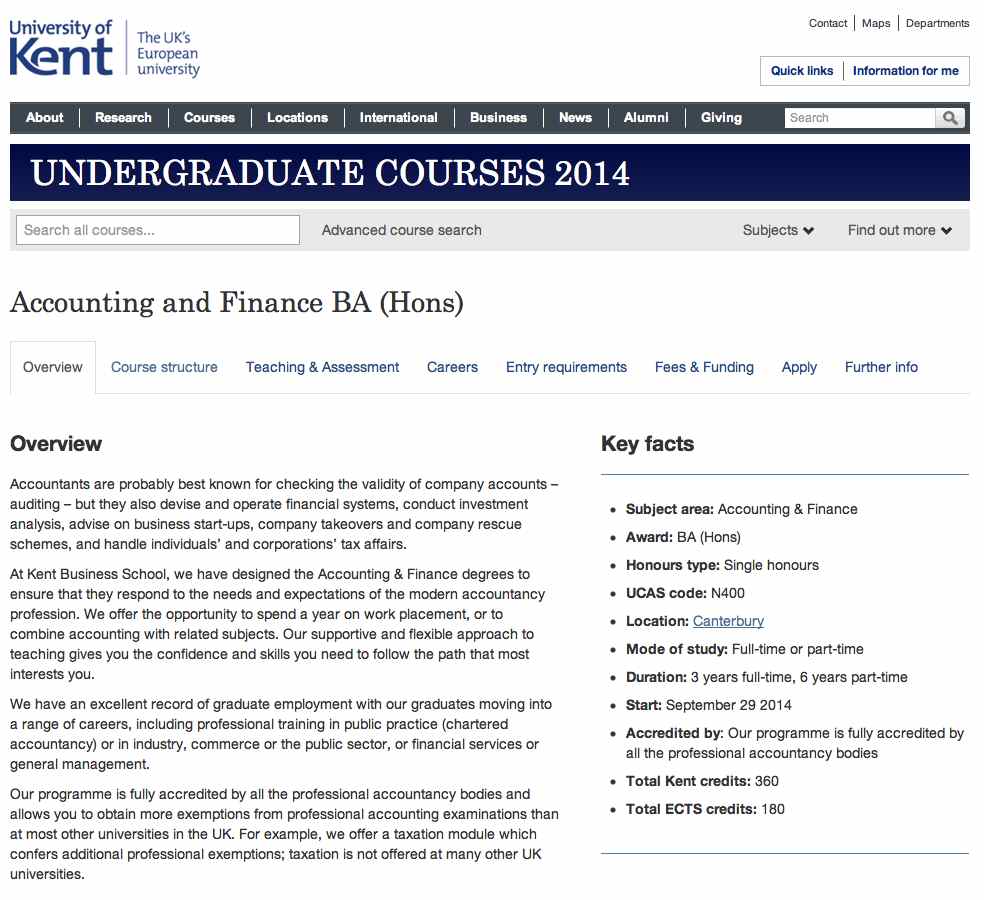 University of
Kent
The UK's
European
university
Contact
Maps
Departments
Quick links
Information for me
About
Research
Courses
Locations
International
Business
News
Alumni
Giving
Search
UNDERGRADUATE COURSES 2014
Search all courses...
Advanced course search
Subjects
Find out more
Accounting and Finance BA (Hons)
Overview
Course structure
Teaching & Assessment
Careers
Entry requirements
Fees & Funding
Apply
Further info
Overview
Accountants are probably best known for checking the validity of company accounts –
auditing – but they also devise and operate financial systems, conduct investment
analysis, advise on business start-ups, company takeovers and company rescue
schemes, and handle individuals’ and corporations’ tax affairs.
At Kent Business School, we have designed the Accounting & Finance degrees to
ensure that they respond to the needs and expectations of the modern accountancy
profession. We offer the opportunity to spend a year on work placement, or to
combine accounting with related subjects. Our supportive and flexible approach to
teaching gives you the confidence and skills you need to follow the path that most
interests you.
We have an excellent record of graduate employment with our graduates moving into
a range of careers, including professional training in public practice (chartered
accountancy) or in industry, commerce or the public sector, or financial services or
general management.
Our programme is fully accredited by all the professional accountancy bodies and
allows you to obtain more exemptions from professional accounting examinations than
at most other universities in the UK. For example, we offer a taxation module which
confers additional professional exemptions; taxation is not offered at many other UK
universities.
Key facts
• Subject area: Accounting & Finance
• Award: BA (Hons)
• Honours type: Single honours
• UCAS code: N400
• Location: Canterbury
• Mode of study: Full-time or part-time
• Duration: 3 years full-time, 6 years part-time
• Start: September 29 2014
• Accredited by: Our programme is fully accredited by
all the professional accountancy bodies
• Total Kent credits: 360
• Total ECTS credits: 180